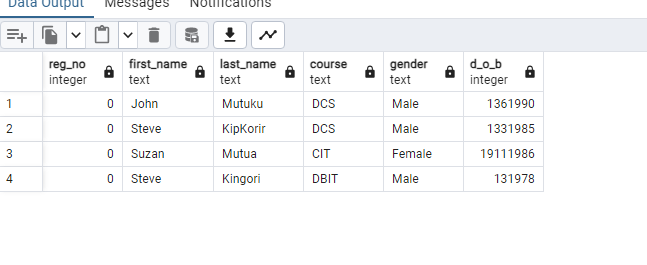 Data Output Messages Notifications
reg_no first_name last_name course gender d_o_b
integer text text text text integer
1 0 John Mutuku DCS Male 1361990
2 0 Steve KipKorir DCS Male 1331985
3 0 Suzan Mutua CIT Female 19111986
4 0 Steve Kingori DBIT Male 131978